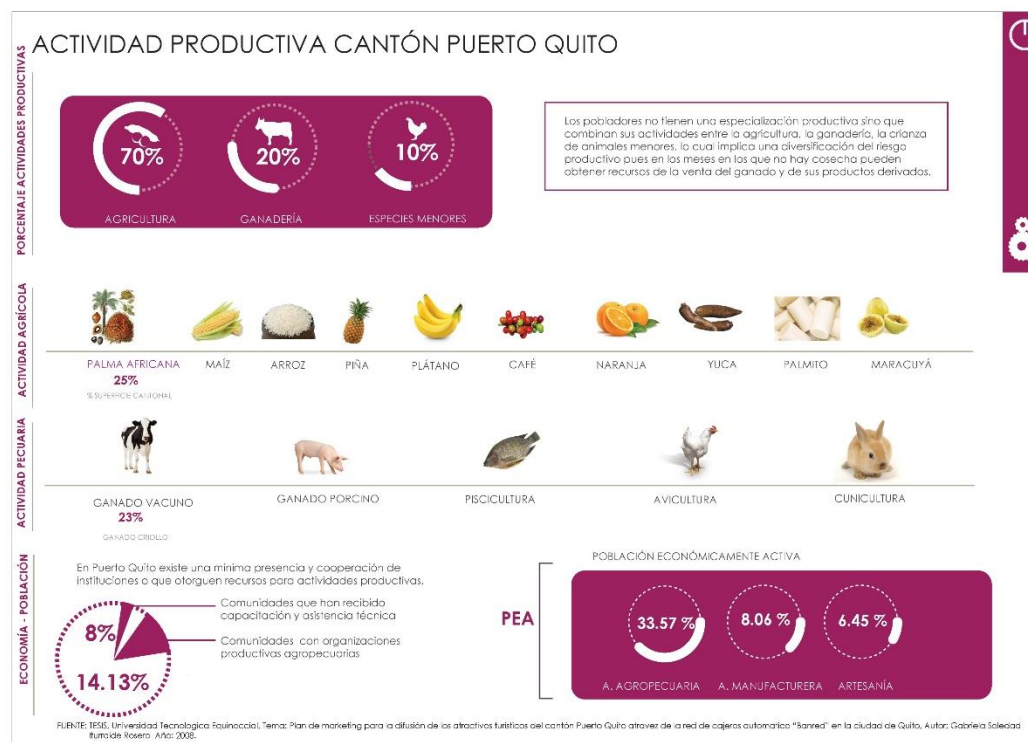 ACTIVIDAD PRODUCTIVA CANTÓN PUERTO QUITO
PORCENTAJE ACTIVIDADES PRODUCTIVAS
70%
20%
10%
AGRICULTURA
GANADERÍA
ESPECIES MENORES
Los pobladores no tienen una especialización productiva sino que
combinan sus actividades entre la agricultura, la ganadería, la crianza
de animales menores, lo cual implica una diversificación del riesgo
productivo pues en los meses en los que no hay cosecha pueden
obtener recursos de la venta del ganado y de sus productos derivados.
ACTIVIDAD AGRÍCOLA
PALMA AFRICANA
25%
% SUPERFICIE CANTONAL
MAÍZ
ARROZ
PIÑA
PLÁTANO
CAFÉ
NARANJA
YUCA
PALMITO
MARACUYÁ
ACTIVIDAD PECUARIA
GANADO VACUNO
23%
GANADO CRIOLLO
GANADO PORCINO
PISCICULTURA
AVICULTURA
CUNICULTURA
ECONOMÍA - POBLACIÓN
En Puerto Quito existe una mínima presencia y cooperación de
instituciones o que otorguen recursos para actividades productivas.
8%
14.13%
Comunidades que han recibido
capacitación y asistencia técnica
Comunidades con organizaciones
productivas agropecuarias
PEA
POBLACIÓN ECONÓMICAMENTE ACTIVA
33.57 %
8.06 %
6.45 %
A. AGROPECUARIA
A. MANUFACTURERA
ARTESANÍA
FUENTE: TESIS, Universidad Tecnologica Equinoccial, Tema: Plan de marketing para la difusión de los atractivos turísticos del cantón Puerto Quito atravez de la red de cajeros automatico "Banred" en la ciudad de Quito, Autor: Gabriela Soledad
Iturralde Rosero Año: 2008.